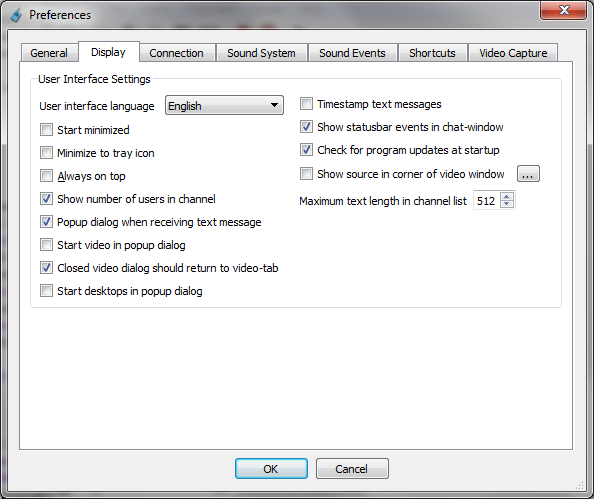 Preferences
General Display Connection Sound System Sound Events Shortcuts Video Capture
User Interface Settings
User interface language English
Start minimized
Minimize to tray icon
Always on top
Show number of users in channel
Popup dialog when receiving text message
Start video in popup dialog
Closed video dialog should return to video-tab
Start desktops in popup dialog
Timestamp text messages
Show statusbar events in chat-window
Check for program updates at startup
Show source in corner of video window ...
Maximum text length in channel list 512
OK Cancel